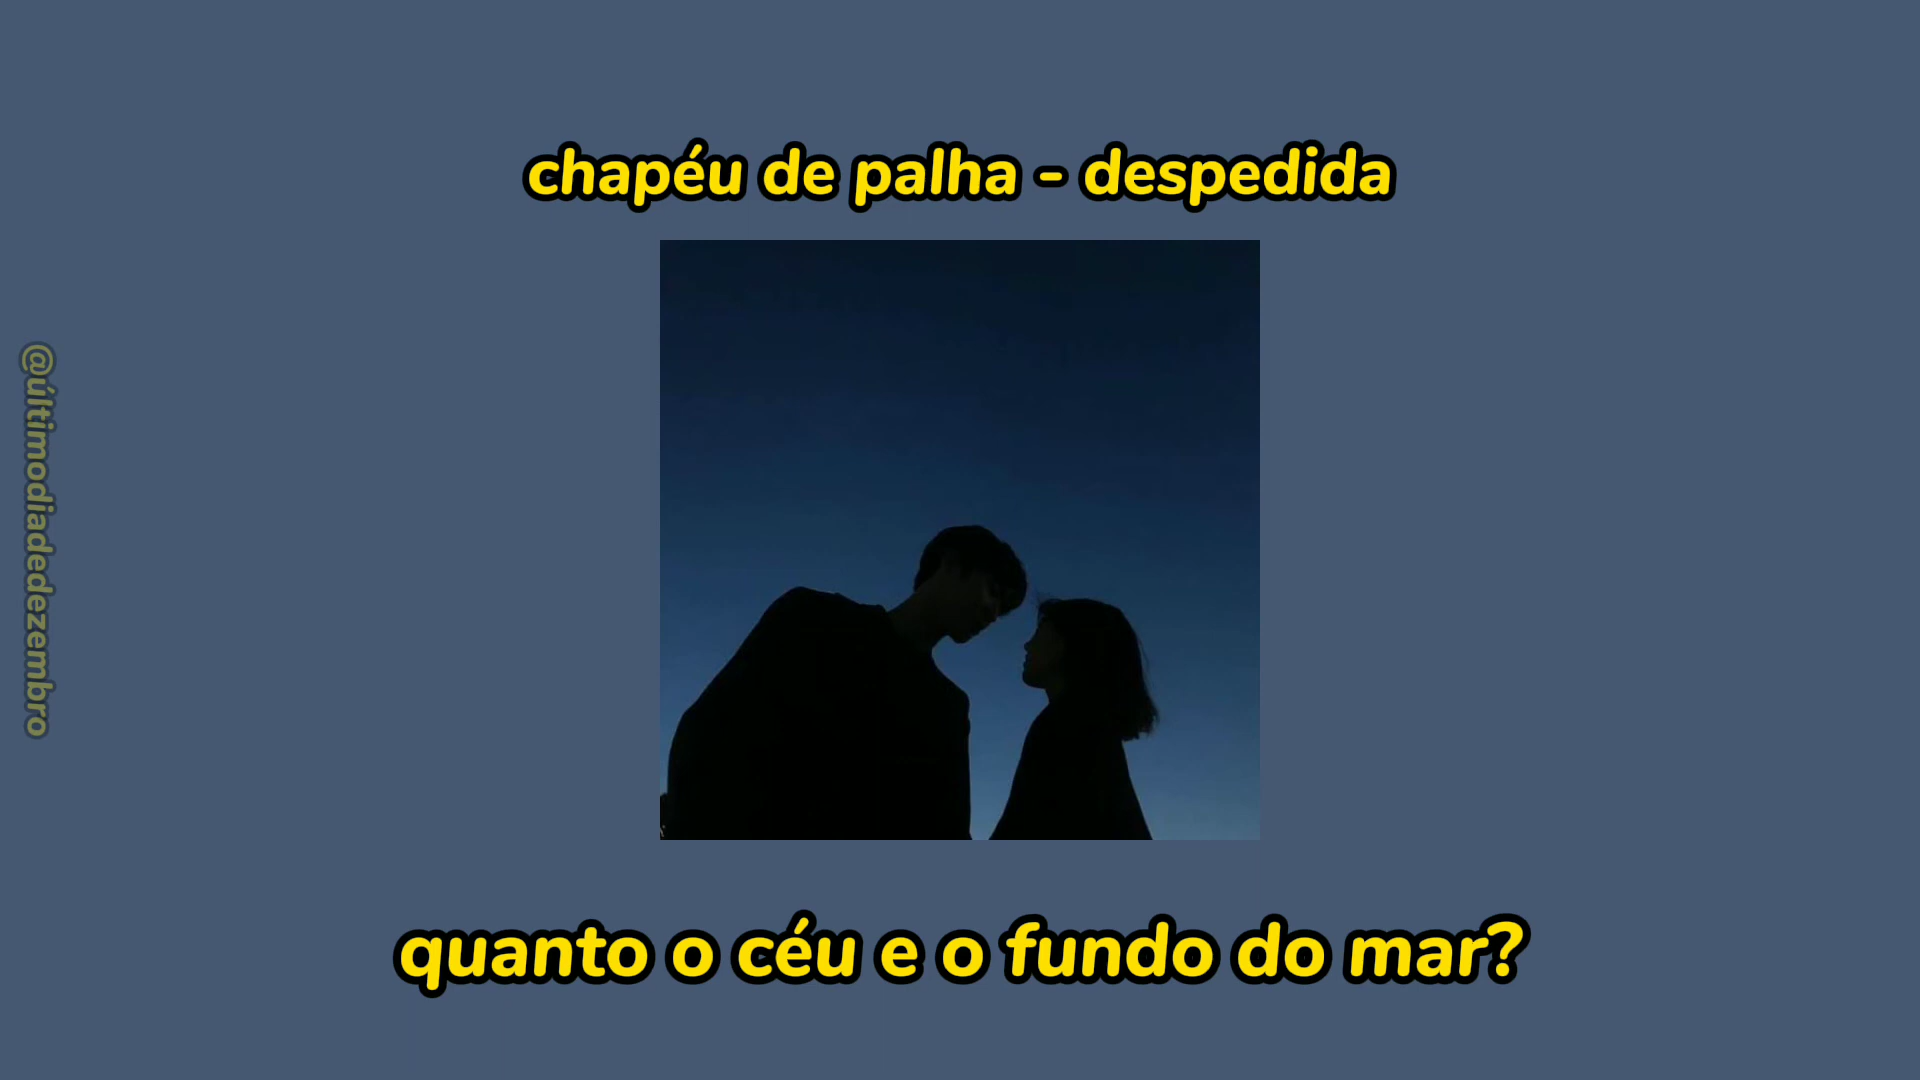 chapéu de palha - despedida
@últimodiadedezembro
quanto o céu e o fundo do mar?